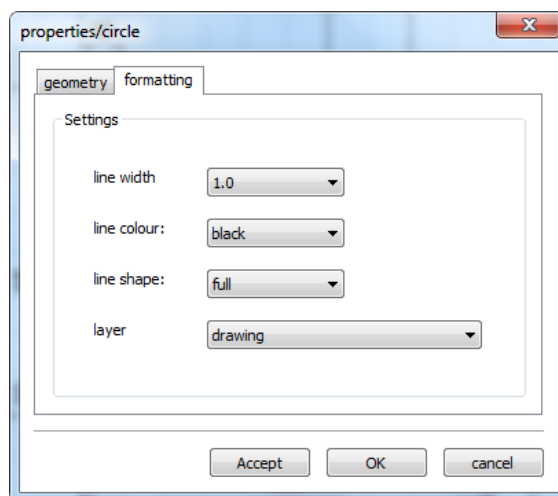 properties/circle
geometry formatting
Settings
line width 1.0
line colour: black
line shape: full
layer drawing
Accept OK cancel